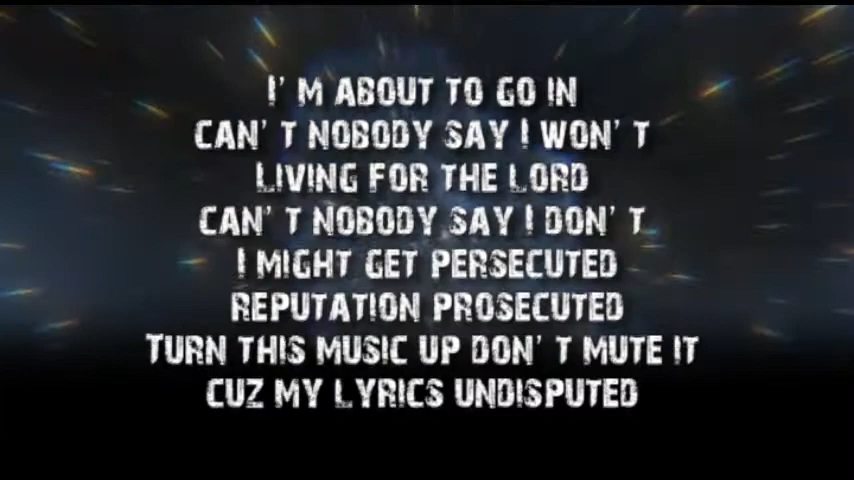 I' M ABOUT TO GO IN
CAN' T NOBODY SAY I WON' T
LIVING FOR THE LORD
CAN' T NOBODY SAY I DON' T
I MIGHT GET PERSECUTED
REPUTATION PROSECUTED
TURN THIS MUSIC UP DON' T MUTE IT
CUZ MY LYRICS UNDISPUTED